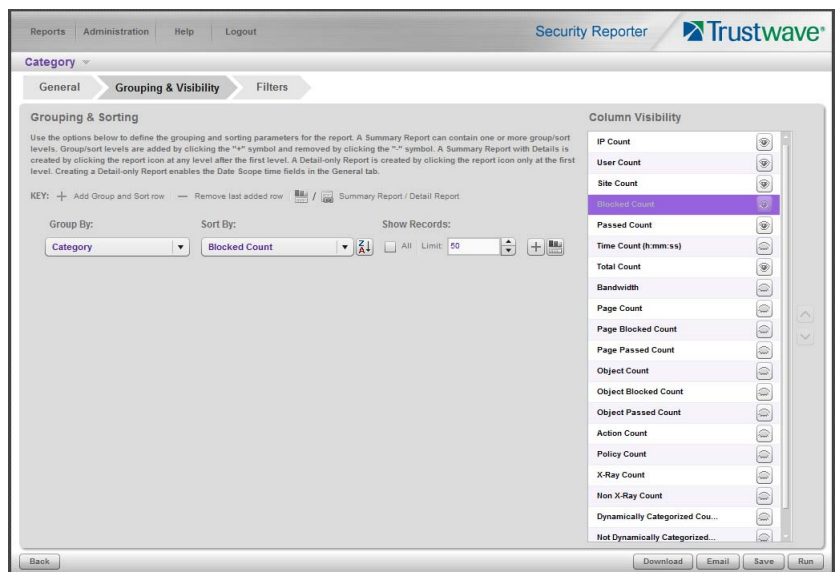 Reports Administration Help Logout
Security Reporter
Trustwave®
Category
General Grouping & Visibility Filters
Grouping & Sorting
Use the options below to define the grouping and sorting parameters for the report. A Summary Report can contain one or more group/sort
levels. Group/sort levels are added by clicking the "+" symbol and removed by clicking the "-" symbol. A Summary Report with Details is
created by clicking the report icon at any level after the first level. A Detail-only Report is created by clicking the report icon only at the first
level. Creating a Detail-only Report enables the Date Scope time fields in the General tab.
KEY: + Add Group and Sort row — Remove last added row / Summary Report / Detail Report
Group By: Sort By: Show Records:
Category Blocked Count All Limit: 50
Column Visibility
IP Count
User Count
Site Count
Blocked Count
Passed Count
Time Count (h:mm:ss)
Total Count
Bandwidth
Page Count
Page Blocked Count
Page Passed Count
Object Count
Object Blocked Count
Object Passed Count
Action Count
Policy Count
X-Ray Count
Non X-Ray Count
Dynamically Categorized Cou...
Not Dynamically Categorized...
Back
Download Email Save Run